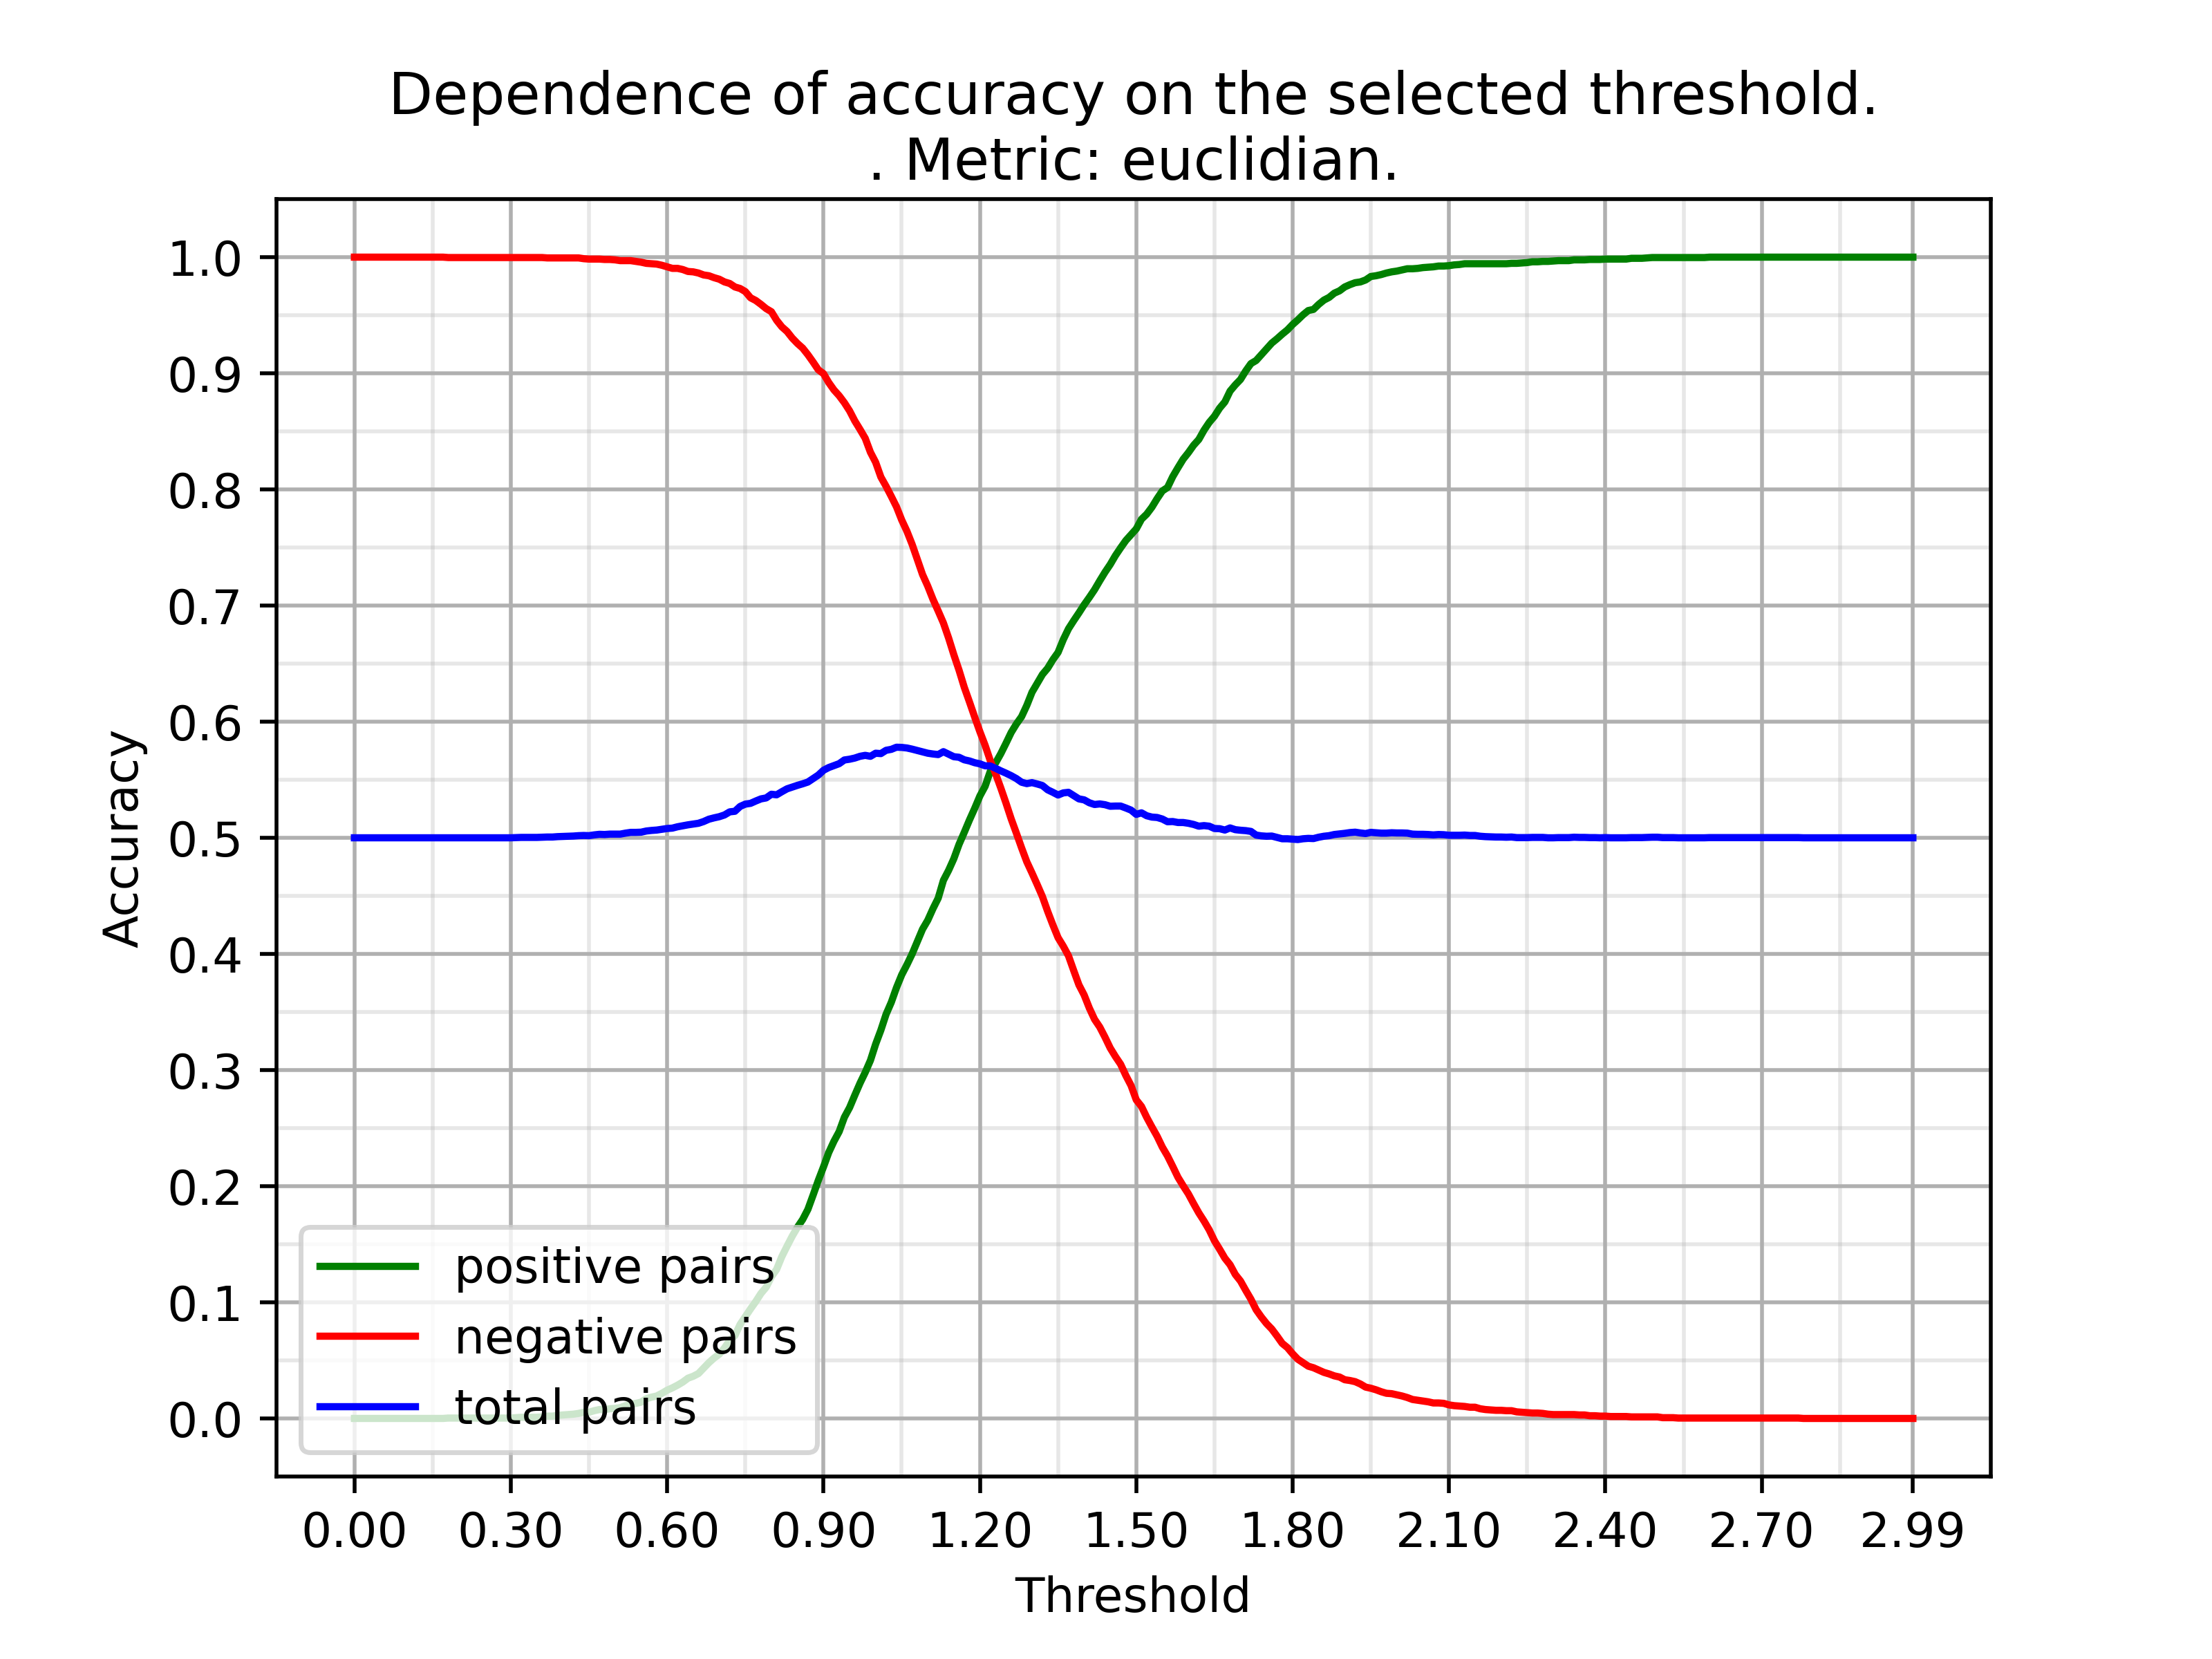 Dependence of accuracy on the selected threshold.
. Metric: euclidian.
1.0
0.9
0.8
0.7
0.6
0.5
0.4
0.3
0.2
0.1
0.0
Accuracy
positive pairs
negative pairs
total pairs
0.00 0.30 0.60 0.90 1.20 1.50 1.80 2.10 2.40 2.70 2.99
Threshold